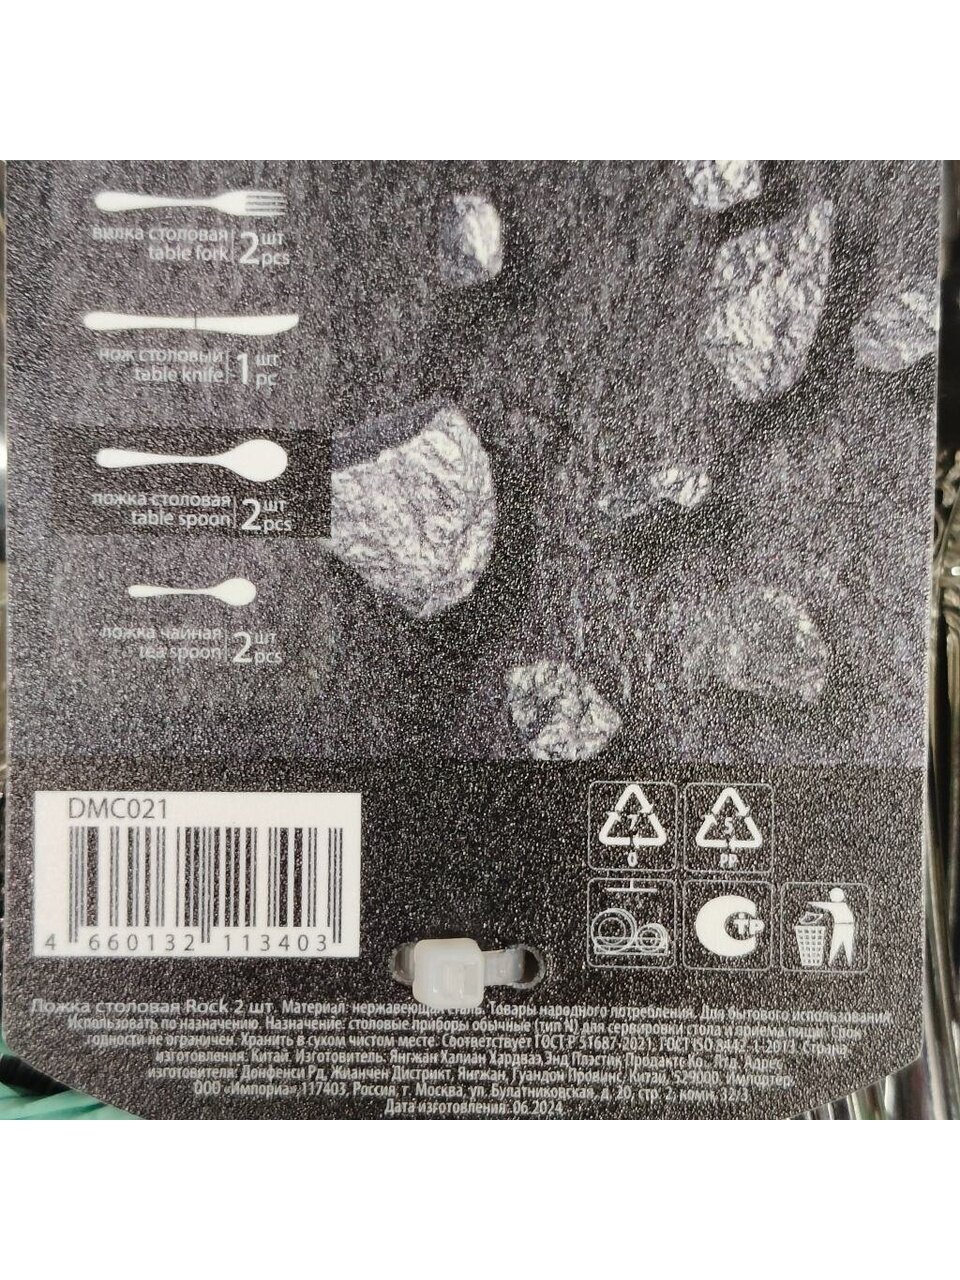 вилка столовая
table fork
2 шт
pcs
нож столовый
table knife
1 шт
pc
ложка столовая
table spoon
2 шт
pcs
ложка чайная
tea spoon
2 шт
pcs
DMC021
4 660132 113403
7
0
5
PP
Ложка столовая Rock 2 шт. Материал: нержавеющая сталь. Товары народного потребления. Для бытового использования.
Использовать по назначению. Назначение: столовые приборы обычные (тип N) для сервировки стола и приема пищи. Срок
годности не ограничен. Хранить в сухом чистом месте. Соответствует ГОСТ Р 51687-2021, ГОСТ ISO 8442-1-2013. Страна
изготовления: Китай. Изготовитель: Янгжан Халиан Хардваэ Энд Пластик Продактс Ко., Лтд. Адрес
изготовителя: Донфенси Рд, Жианчен Дистрикт, Янгжан, Гуандон Провинс, Китай, 529000. Импортер:
ООО «Импориа», 117403, Россия, г. Москва, ул. Булатниковская, д. 20, стр. 2, комн. 32/3
Дата изготовления: 06.2024